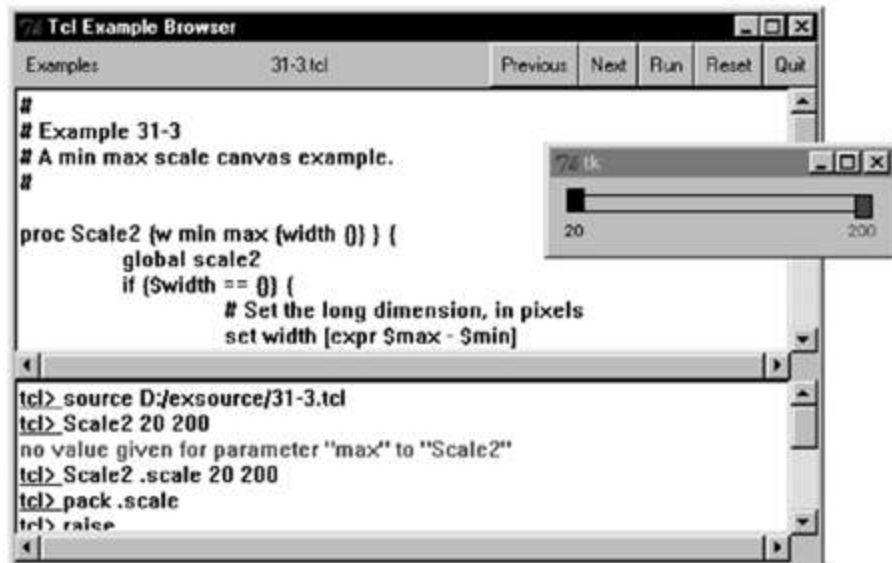 Tcl Example Browser
Examples 31-3.tcl Previous Next Run Reset Quit
#
# Example 31-3
# A min max scale canvas example.
#
proc Scale2 {w min max {width {}} } {
global scale2
if {$width == {}} {
# Set the long dimension, in pixels
set width [expr $max - $min]
tk
20 200
tcl> source D:/exsource/31-3.tcl
tcl> Scale2 20 200
no value given for parameter "max" to "Scale2"
tcl> Scale2 .scale 20 200
tcl> pack .scale
tcl> raise